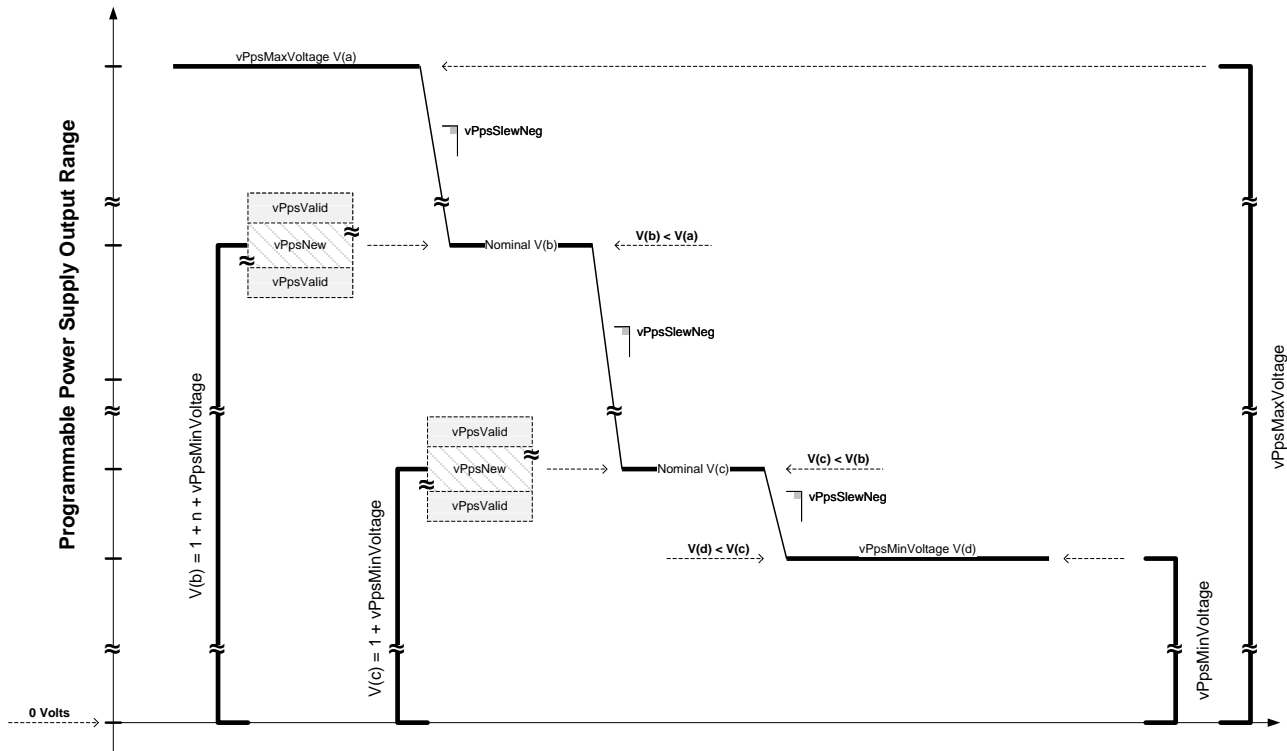 Programmable Power Supply Output Range
vPpsMaxVoltage V(a)
vPpsSlewNeg
vPpsValid
vPpsNew
vPpsValid
Nominal V(b)
V(b) < V(a)
vPpsSlewNeg
V(b) = 1 + n + vPpsMinVoltage
vPpsValid
vPpsNew
vPpsValid
Nominal V(c)
V(c) < V(b)
vPpsSlewNeg
V(c) = 1 + vPpsMinVoltage
V(d) < V(c)
vPpsMinVoltage V(d)
vPpsMinVoltage
vPpsMaxVoltage
0 Volts